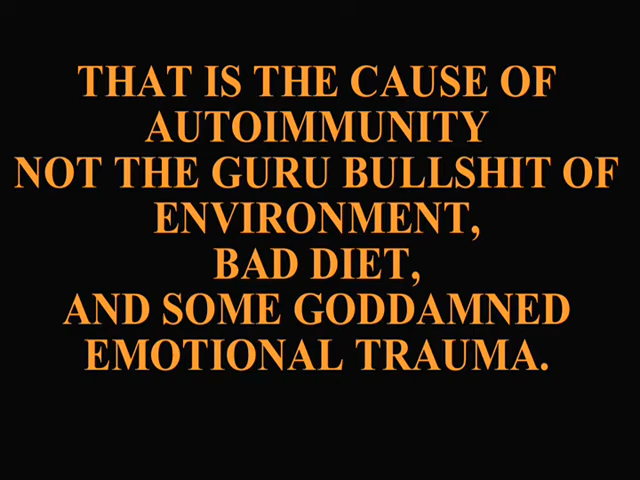 THAT IS THE CAUSE OF
AUTOIMMUNITY
NOT THE GURU BULLSHIT OF
ENVIRONMENT,
BAD DIET,
AND SOME GODDAMNED
EMOTIONAL TRAUMA.